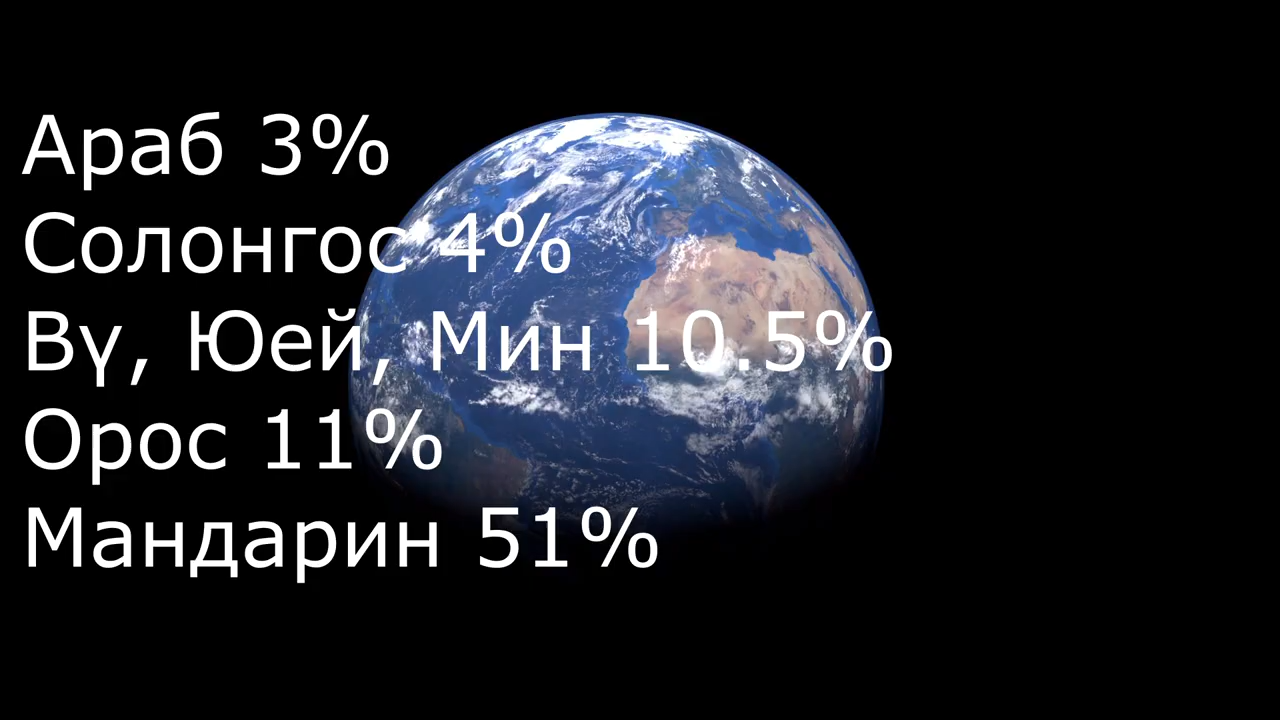 Араб 3%
Солонгос 4%
Вү, Юей, Мин 10.5%
Орос 11%
Мандарин 51%